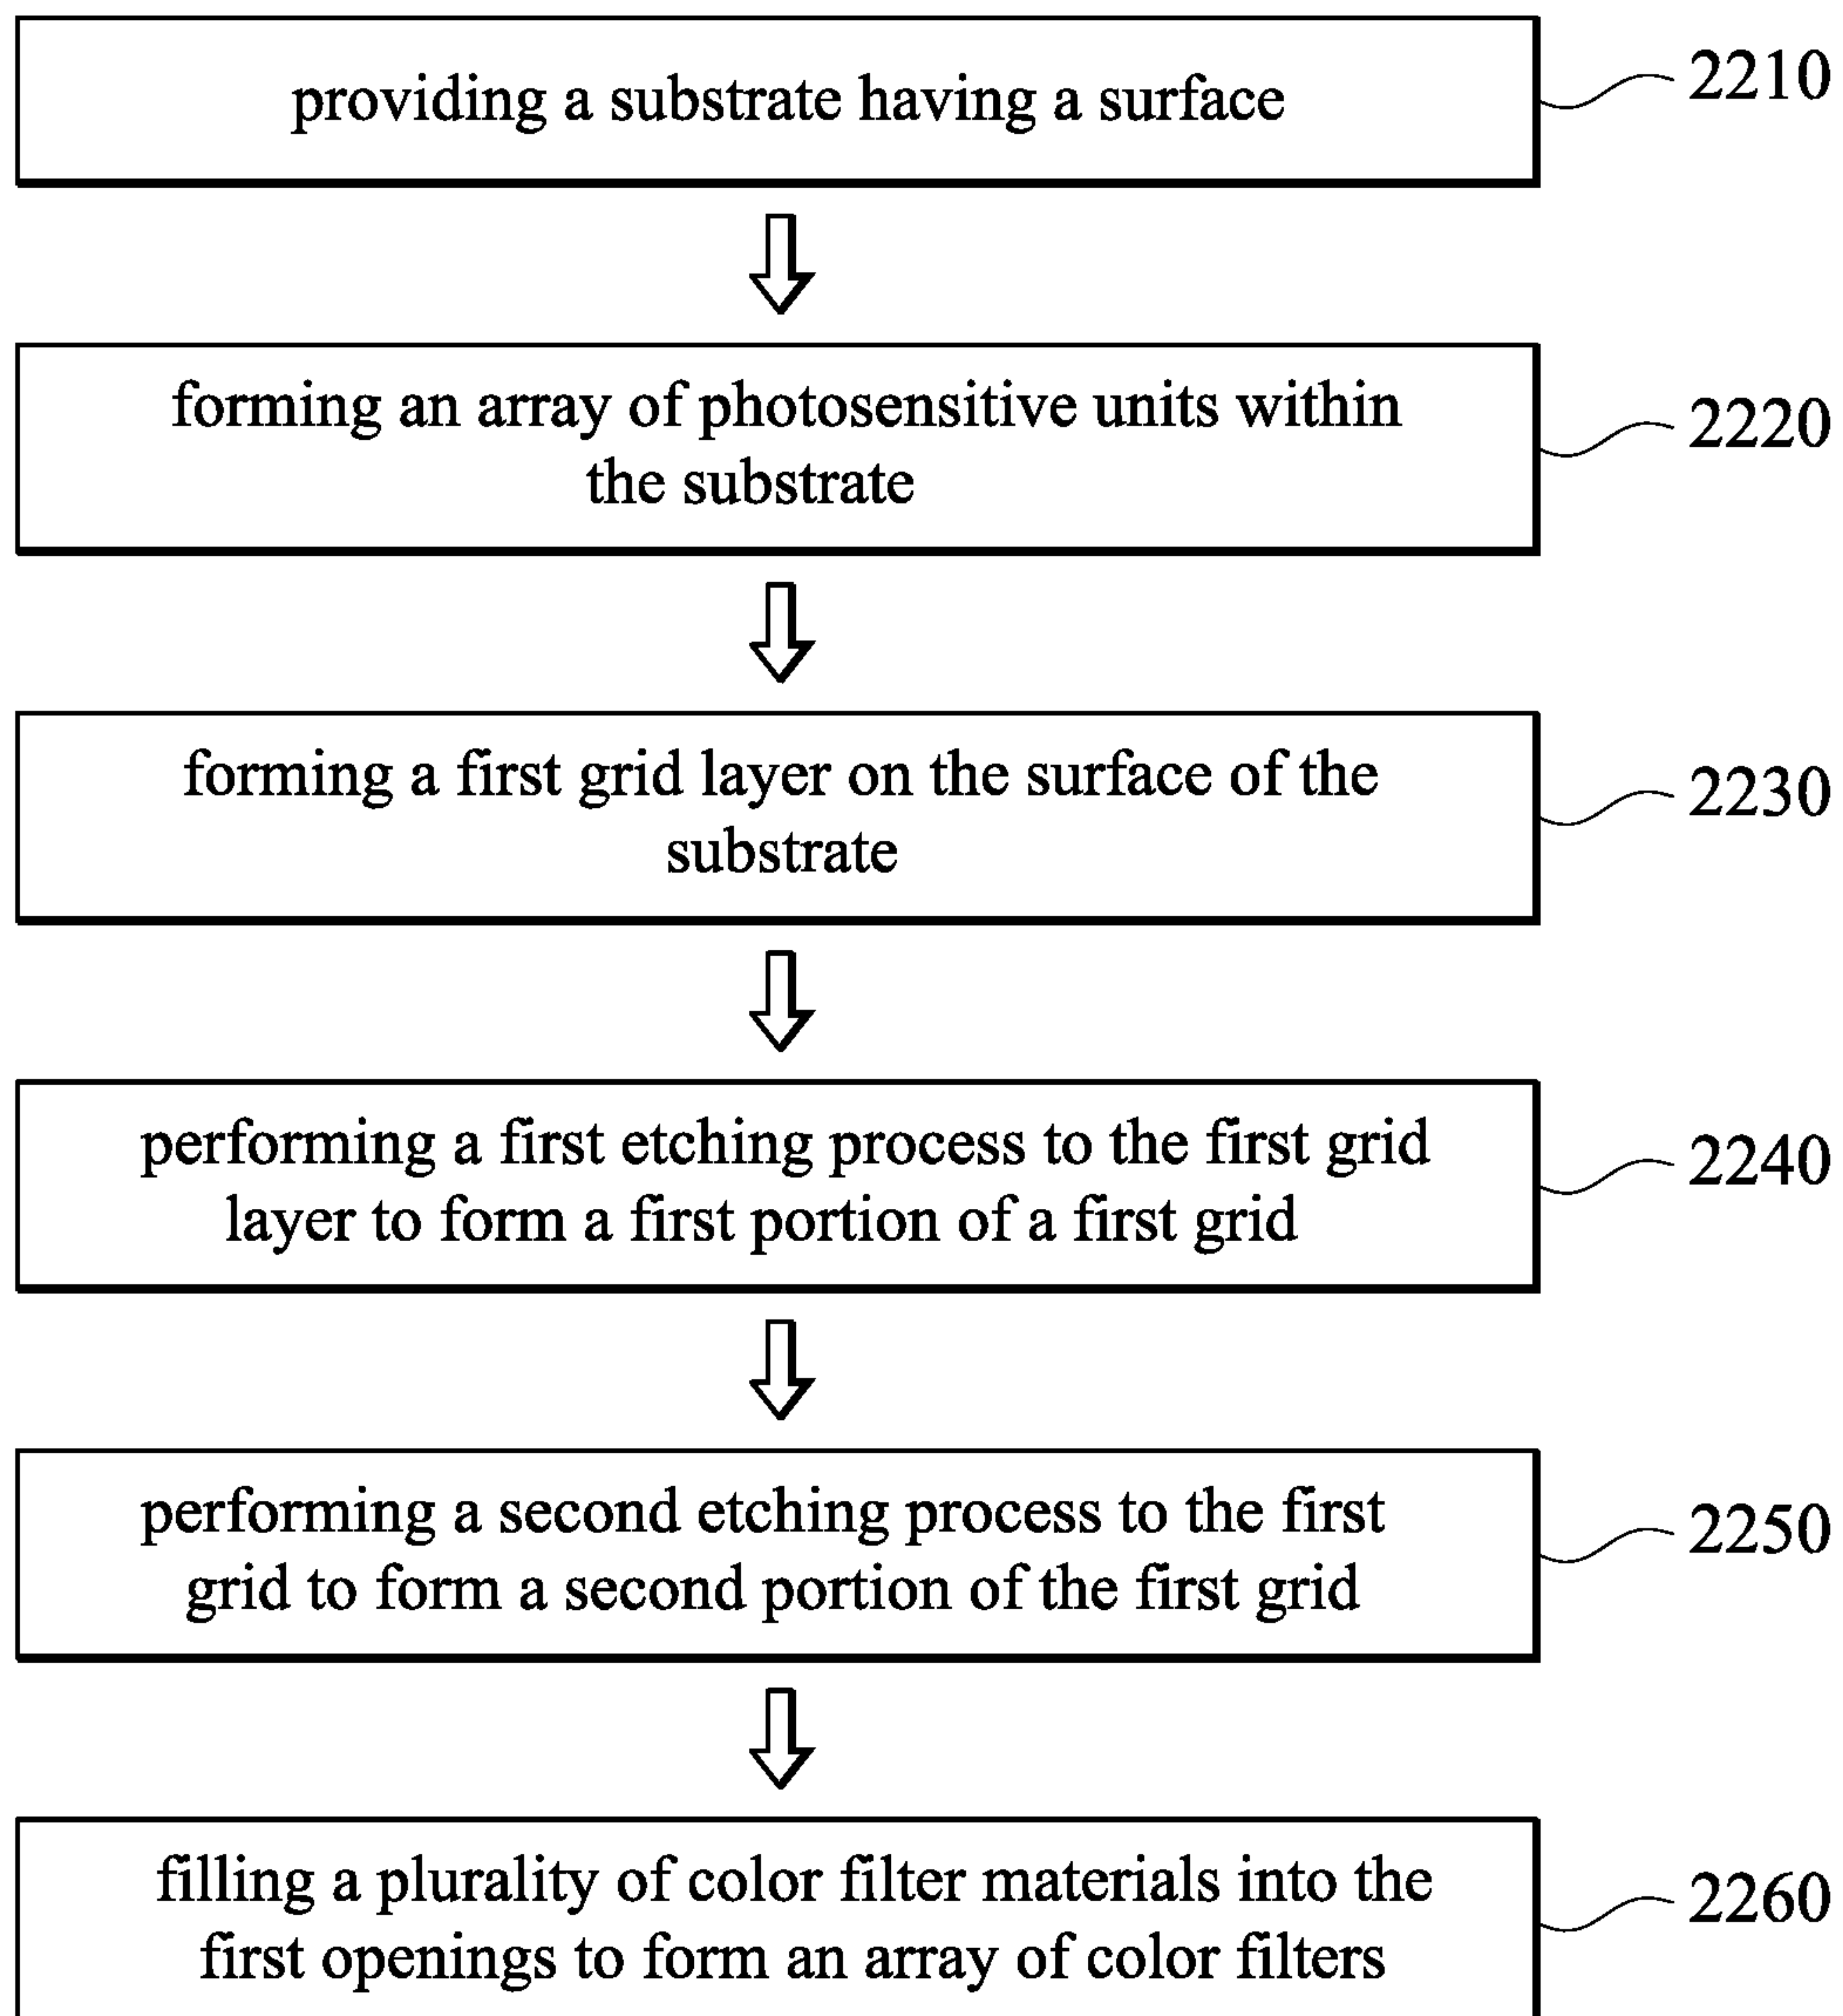 providing a substrate having a surface
2210
forming an array of photosensitive units within
the substrate
2220
forming a first grid layer on the surface of the
substrate
2230
performing a first etching process to the first grid
layer to form a first portion of a first grid
2240
performing a second etching process to the first
grid to form a second portion of the first grid
2250
filling a plurality of color filter materials into the
first openings to form an array of color filters
2260